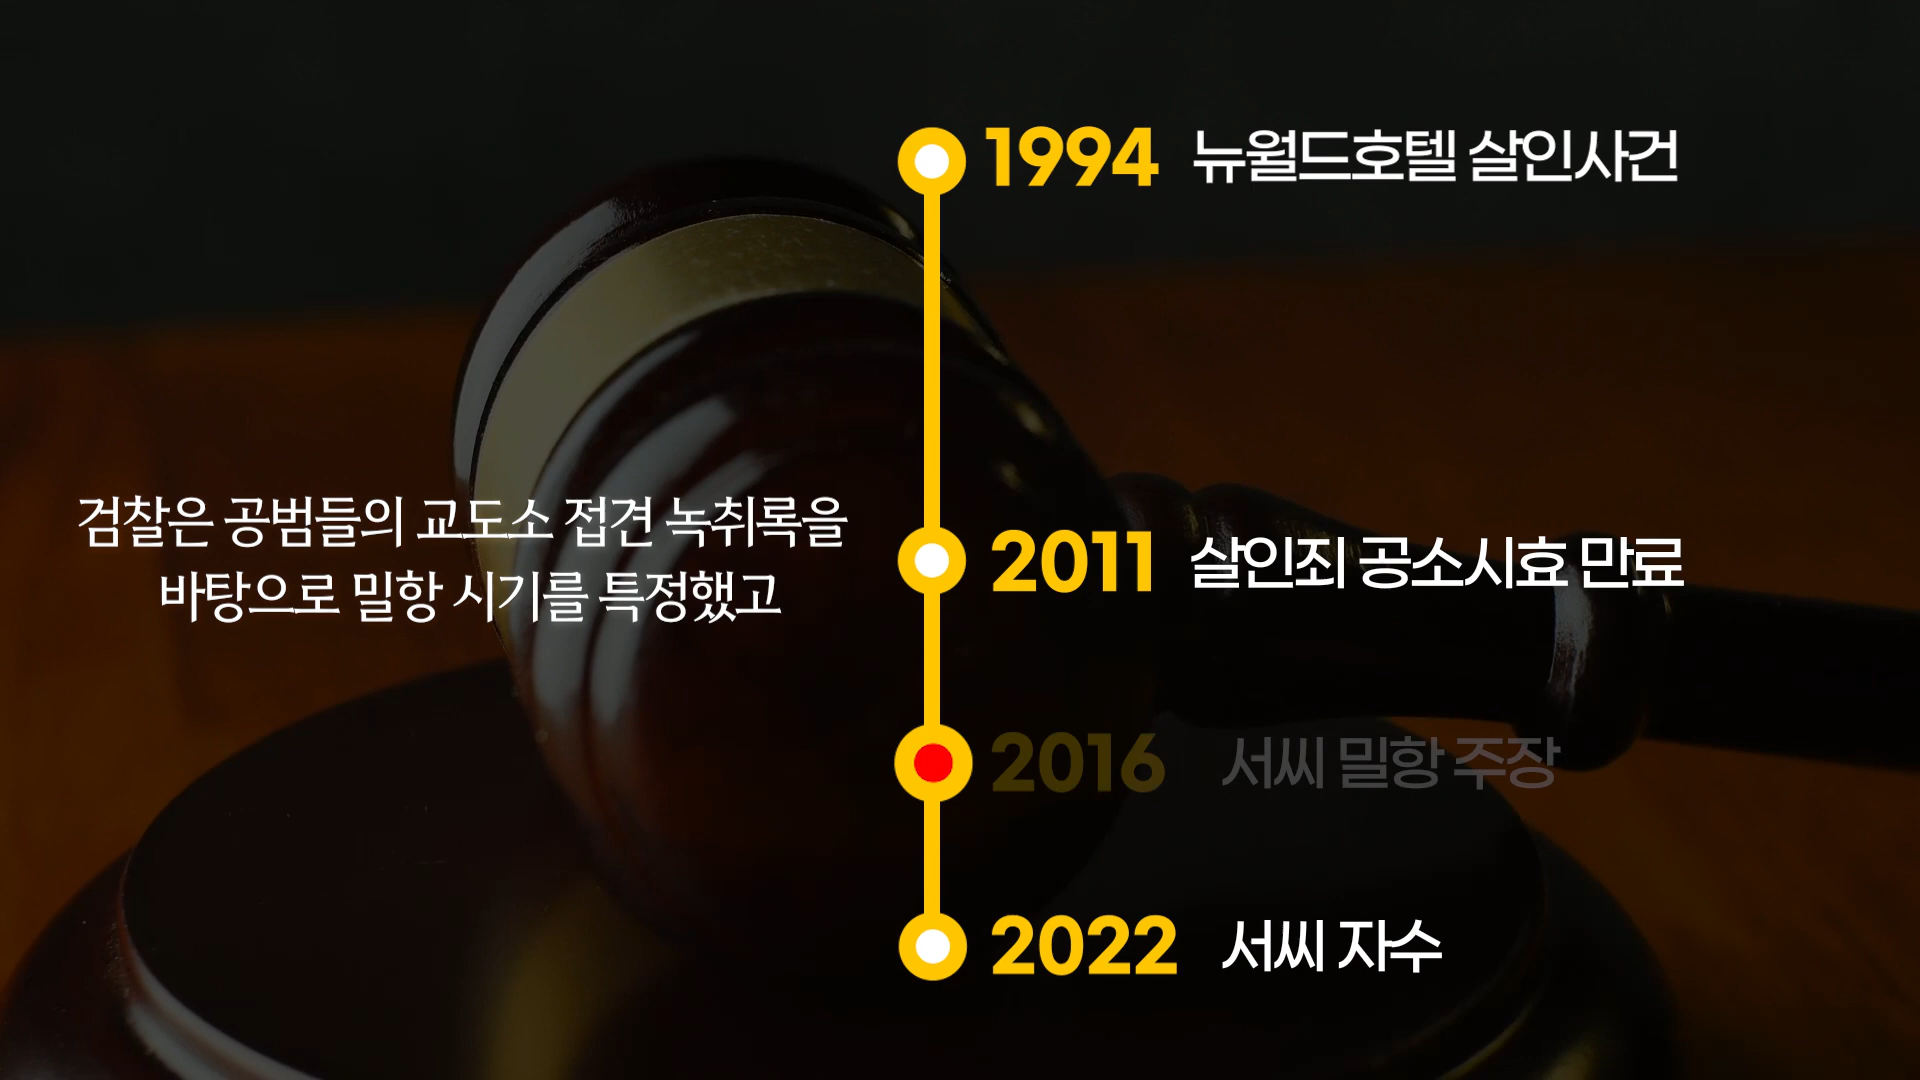 1994 뉴월드호텔 살인사건
검찰은 공범들의 교도소 접견 녹취록을
바탕으로 밀항 시기를 특정했고
2011 살인죄 공소시효 만료
2016 서씨 밀항 주장
2022 서씨 자수